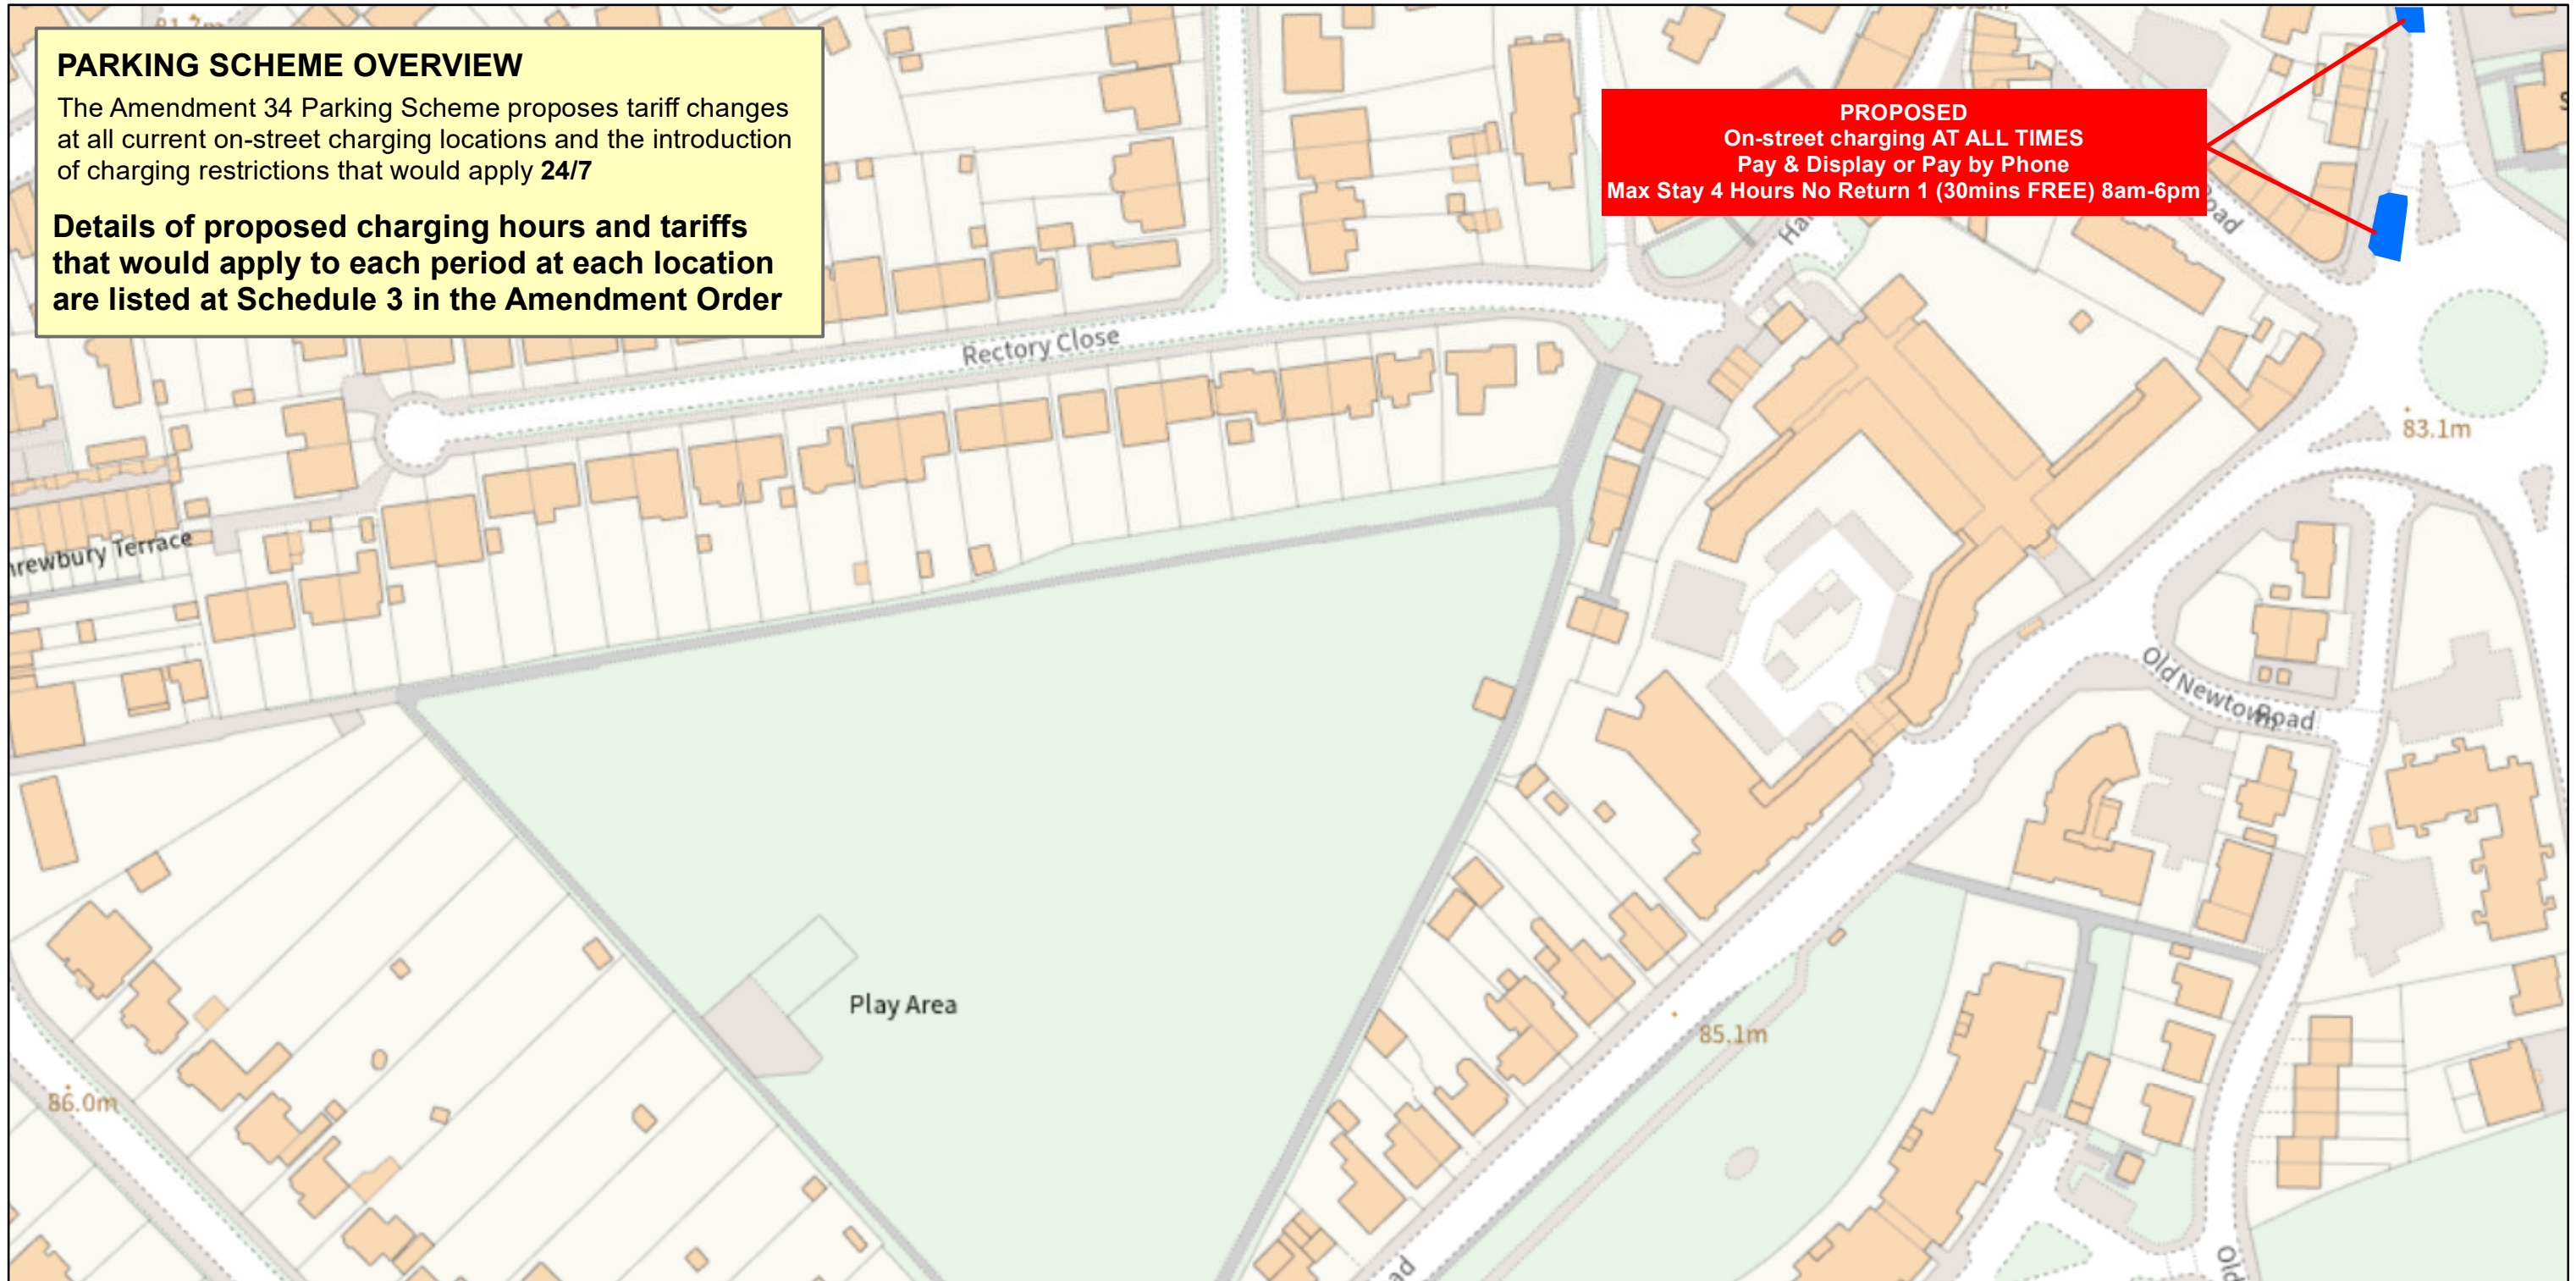 PARKING SCHEME OVERVIEW
The Amendment 34 Parking Scheme proposes tariff changes
at all current on-street charging locations and the introduction
of charging restrictions that would apply 24/7
Details of proposed charging hours and tariffs
that would apply to each period at each location
are listed at Schedule 3 in the Amendment Order
PROPOSED
On-street charging AT ALL TIMES
Pay & Display or Pay by Phone
Max Stay 4 Hours No Return 1 (30mins FREE) 8am-6pm
Rectory Close
83.1m
Terrace
Old Newtown Road
Play Area
85.1m
86.0m
Old